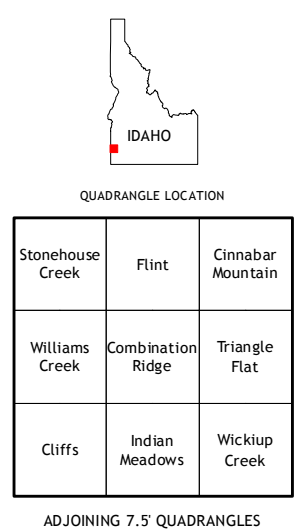 IDAHO
QUADRANGLE LOCATION
Stonehouse
Creek
Flint
Cinnabar
Mountain
Williams
Creek
Combination
Ridge
Triangle
Flat
Cliffs
Indian
Meadows
Wickiup
Creek
ADJOINING 7.5' QUADRANGLES